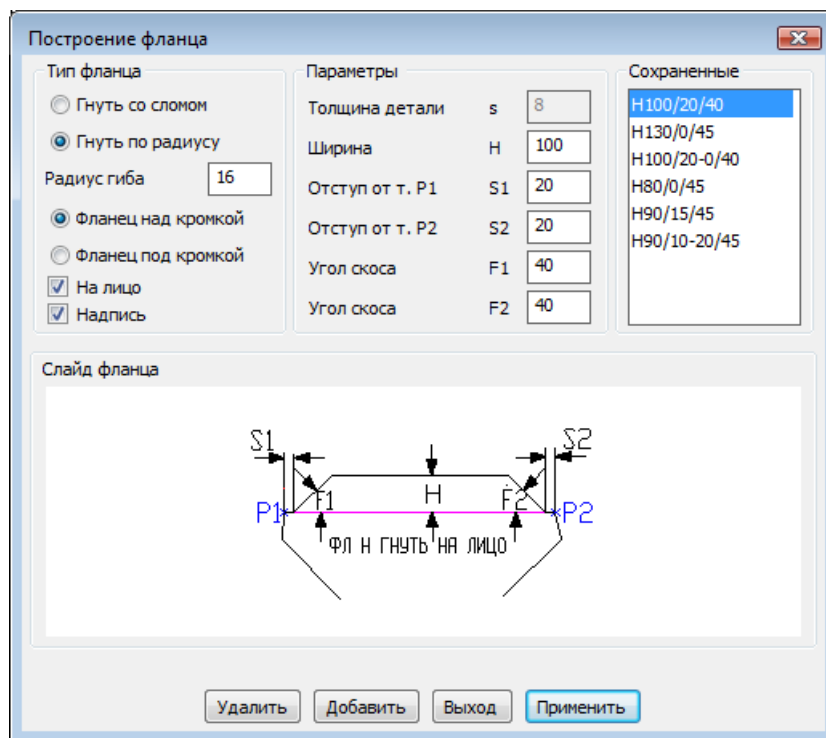 Построение фланца
Тип фланца
Гнуть со сломом
Гнуть по радиусу
Радиус гиба 16
Фланец над кромкой
Фланец под кромкой
На лицо
Надпись
Параметры
Толщина детали s 8
Ширина H 100
Отступ от т. P1 S1 20
Отступ от т. P2 S2 20
Угол скоса F1 40
Угол скоса F2 40
Сохраненные
H100/20/40
H130/0/45
H100/20-0/40
H80/0/45
H90/15/45
H90/10-20/45
Слайд фланца
S1 S2
F1 H F2
P1 P2
ФЛ Н ГНУТЬ НА ЛИЦО
Удалить Добавить Выход Применить